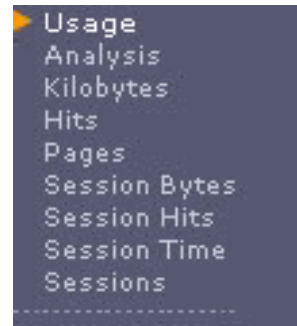 Usage
Analysis
Kilobytes
Hits
Pages
Session Bytes
Session Hits
Session Time
Sessions